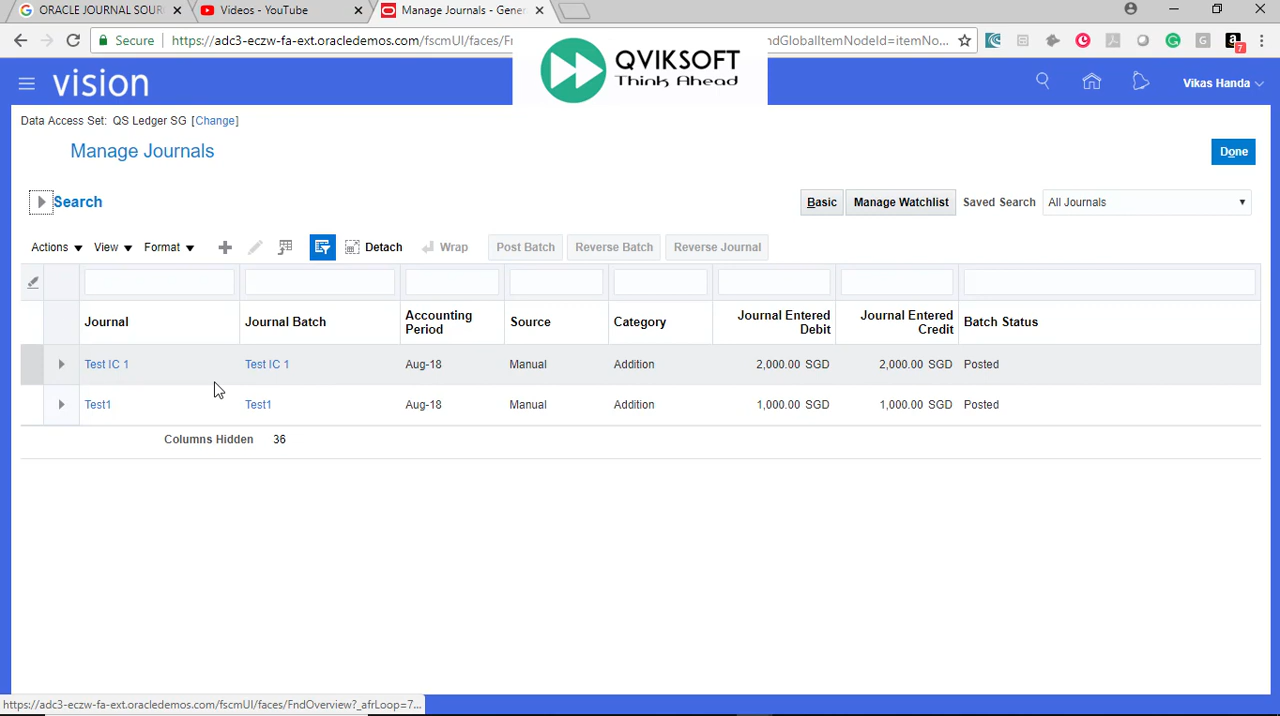 ORACLE JOURNAL SOUR
Videos - YouTube
Manage Journals - Gener
Secure
https://adc3-eczw-fa-ext.oracledemos.com/fscmUI/faces/F
ndGlobalItemNodeId=itemNo...
7
QVIKSOFT
Think Ahead
vision
Vikas Handa
Data Access Set: QS Ledger SG [Change]
Manage Journals
Done
Search
Basic
Manage Watchlist
Saved Search
All Journals
Actions
View
Format
Detach
Wrap
Post Batch
Reverse Batch
Reverse Journal
Journal
Journal Batch
Accounting Period
Source
Category
Journal Entered Debit
Journal Entered Credit
Batch Status
Test IC 1
Test IC 1
Aug-18
Manual
Addition
2,000.00 SGD
2,000.00 SGD
Posted
Test1
Test1
Aug-18
Manual
Addition
1,000.00 SGD
1,000.00 SGD
Posted
Columns Hidden 36
https://adc3-eczw-fa-ext.oracledemos.com/fscmUI/faces/FndOverview?_afrLoop=7...